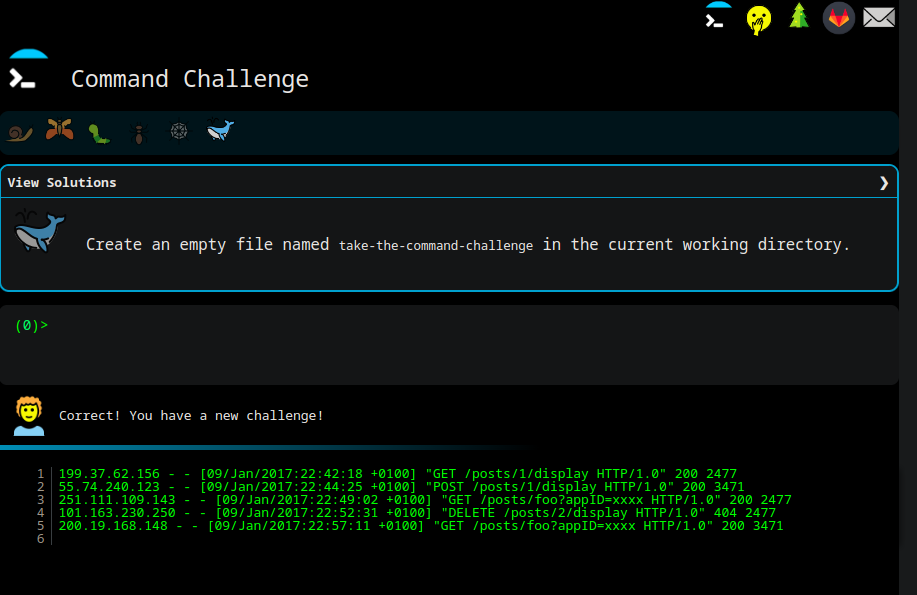 Command Challenge
View Solutions
Create an empty file named take-the-command-challenge in the current working directory.
(0)>
Correct! You have a new challenge!
1 199.37.62.156 - - [09/Jan/2017:22:42:18 +0100] "GET /posts/1/display HTTP/1.0" 200 2477
2 55.74.240.123 - - [09/Jan/2017:22:44:25 +0100] "POST /posts/1/display HTTP/1.0" 200 3471
3 251.111.109.143 - - [09/Jan/2017:22:49:02 +0100] "GET /posts/foo?appID=xxxx HTTP/1.0" 200 2477
4 101.163.230.250 - - [09/Jan/2017:22:52:31 +0100] "DELETE /posts/2/display HTTP/1.0" 404 2477
5 200.19.168.148 - - [09/Jan/2017:22:57:11 +0100] "GET /posts/foo?appID=xxxx HTTP/1.0" 200 3471
6